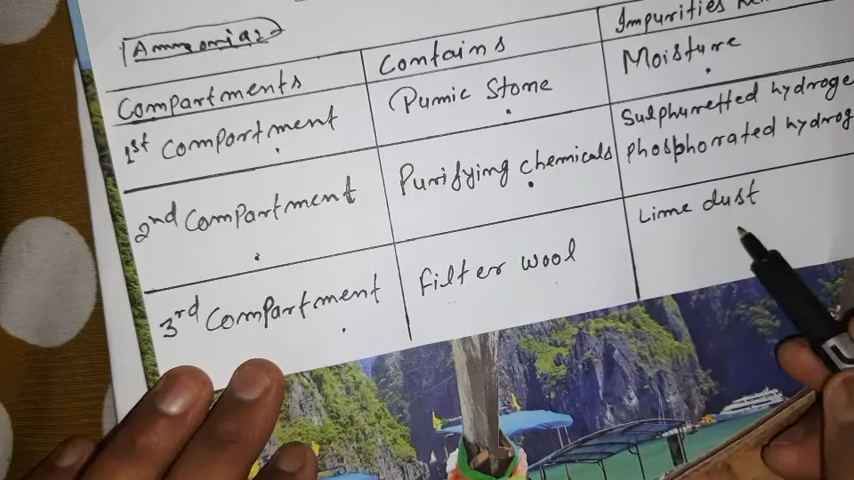 Ammonia
Compartments Contains Impurities
1st Compartment Pumic Stone Moisture
2nd Compartment Purifying chemicals Sulphuretted hydroge
phosphorated hydrog
3rd Compartment Filter wool Lime dust